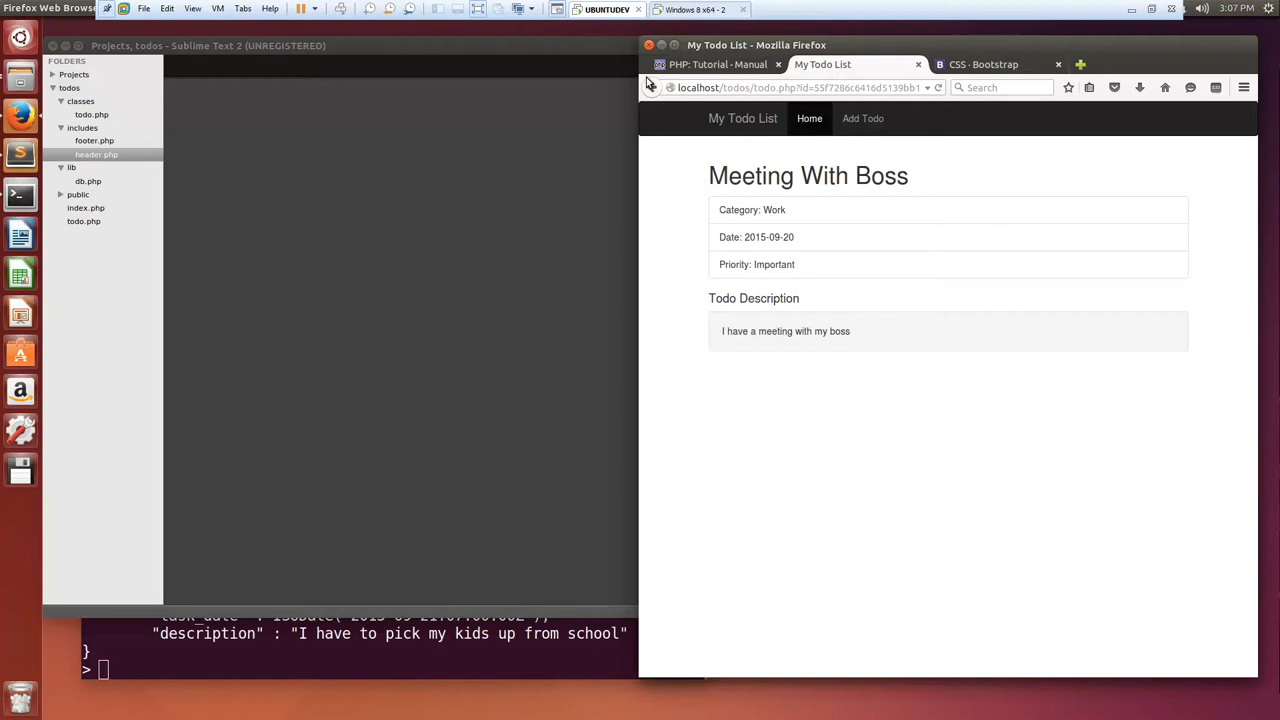 Firefox Web Brows
File Edit View VM Tabs Help
UBUNTUDEV
Windows 8 x64 - 2
3:07 PM
Projects, todos - Sublime Text 2 (UNREGISTERED)
FOLDERS
Projects
todos
classes
todo.php
includes
footer.php
header.php
lib
db.php
public
index.php
todo.php
My Todo List - Mozilla Firefox
PHP: Tutorial - Manual
My Todo List
B CSS · Bootstrap
localhost/todos/todo.php?id=55f7286c6416d5139bb1
Search
My Todo List Home Add Todo
Meeting With Boss
Category: Work
Date: 2015-09-20
Priority: Important
Todo Description
I have a meeting with my boss
"description" : "I have to pick my kids up from school"
}
>